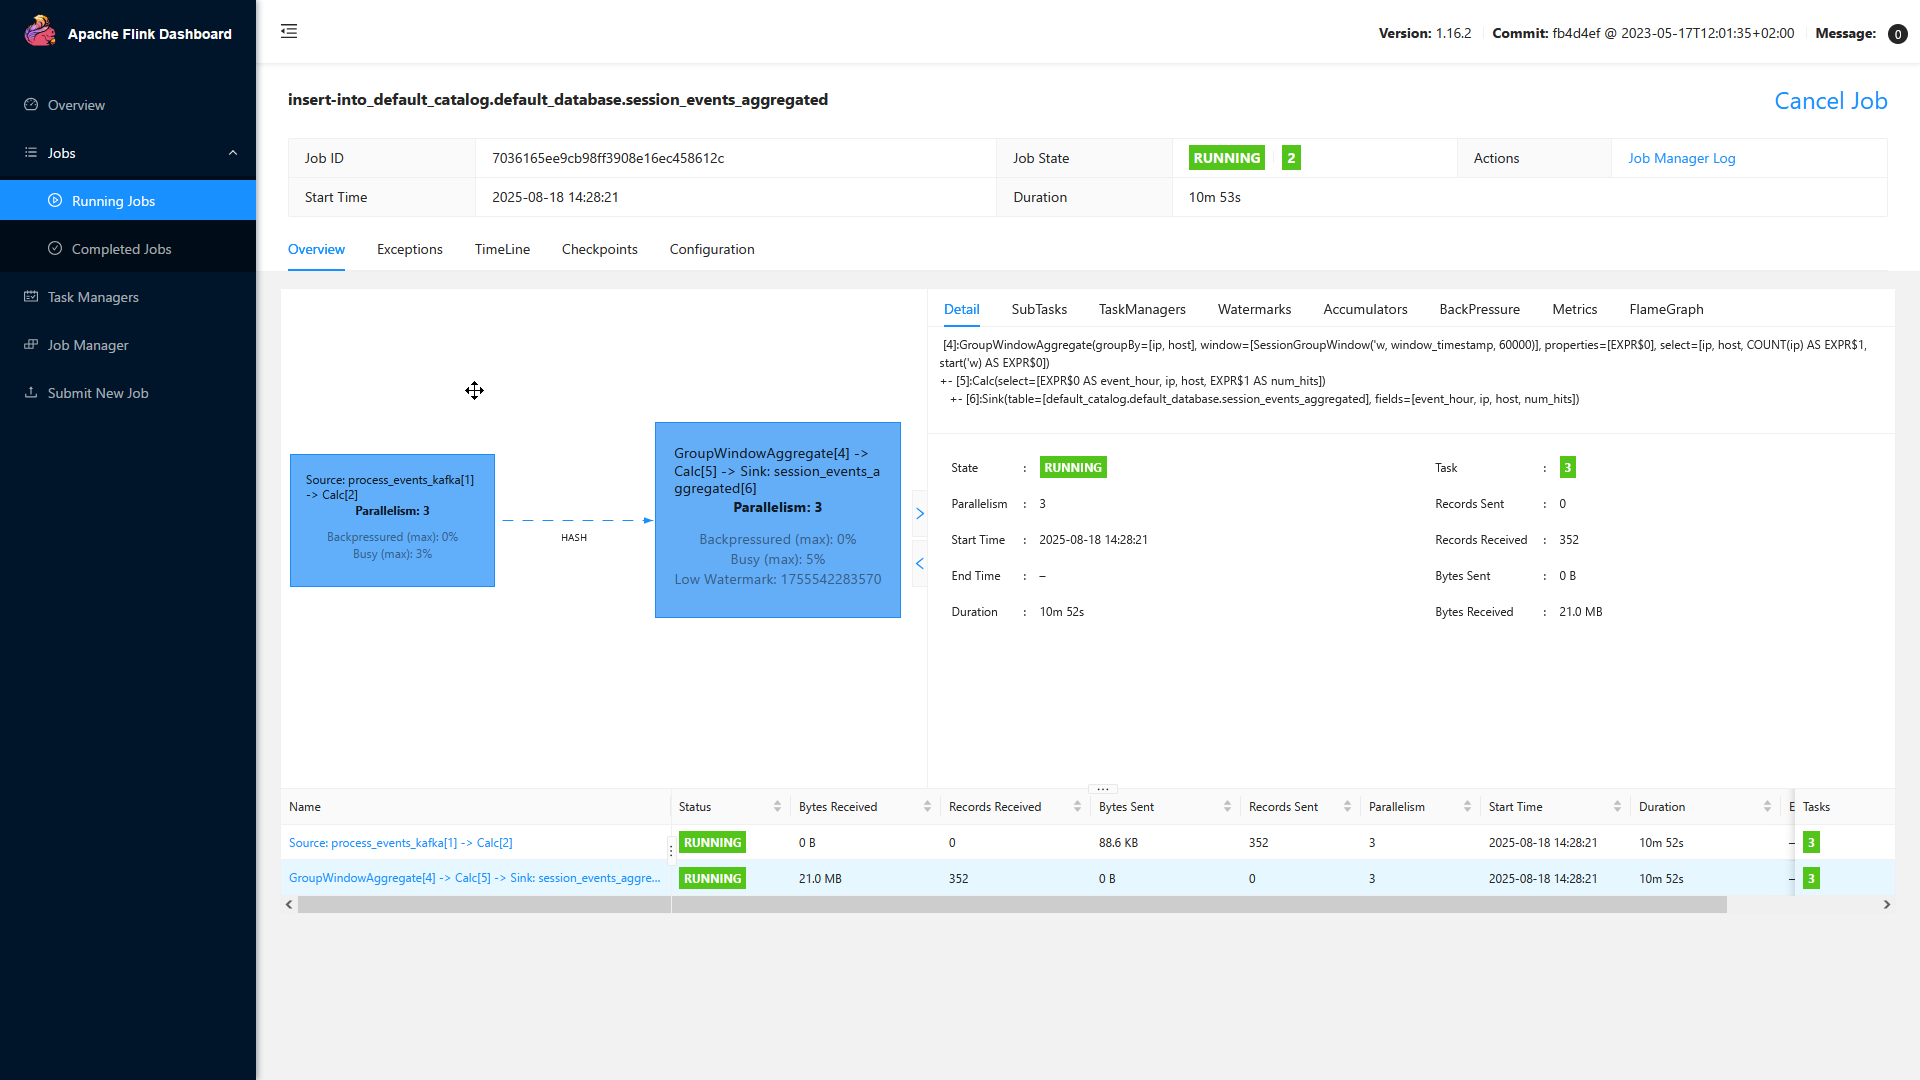 Apache Flink Dashboard
Version: 1.16.2 Commit: fb4d4ef @ 2023-05-17T12:01:35+02:00 Message: 0
Overview
Jobs
Running Jobs
Completed Jobs
Task Managers
Job Manager
Submit New Job
insert-into_default_catalog.default_database.session_events_aggregated
Cancel Job
Job ID 7036165ee9cb98ff3908e16ec458612c Job State RUNNING 2 Actions Job Manager Log
Start Time 2025-08-18 14:28:21 Duration 10m 53s
Overview Exceptions TimeLine Checkpoints Configuration
Source: process_events_kafka[1]
-> Calc[2]
Parallelism: 3
Backpressured (max): 0%
Busy (max): 3%
HASH
GroupWindowAggregate[4] ->
Calc[5] -> Sink: session_events_a
ggregated[6]
Parallelism: 3
Backpressured (max): 0%
Busy (max): 5%
Low Watermark: 1755542283570
Detail SubTasks TaskManagers Watermarks Accumulators BackPressure Metrics FlameGraph
[4]:GroupWindowAggregate(groupBy=[ip, host], window=[SessionGroupWindow('w, window_timestamp, 60000)], properties=[EXPR$0], select=[ip, host, COUNT(ip) AS EXPR$1,
start('w) AS EXPR$0])
+- [5]:Calc(select=[EXPR$0 AS event_hour, ip, host, EXPR$1 AS num_hits])
+- [6]:Sink(table=[default_catalog.default_database.session_events_aggregated], fields=[event_hour, ip, host, num_hits])
State : RUNNING Task : 3
Parallelism : 3 Records Sent : 0
Start Time : 2025-08-18 14:28:21 Records Received : 352
End Time : – Bytes Sent : 0 B
Duration : 10m 52s Bytes Received : 21.0 MB
Name Status Bytes Received Records Received Bytes Sent Records Sent Parallelism Start Time Duration E Tasks
Source: process_events_kafka[1] -> Calc[2] RUNNING 0 B 0 88.6 KB 352 3 2025-08-18 14:28:21 10m 52s – 3
GroupWindowAggregate[4] -> Calc[5] -> Sink: session_events_aggre... RUNNING 21.0 MB 352 0 B 0 3 2025-08-18 14:28:21 10m 52s – 3